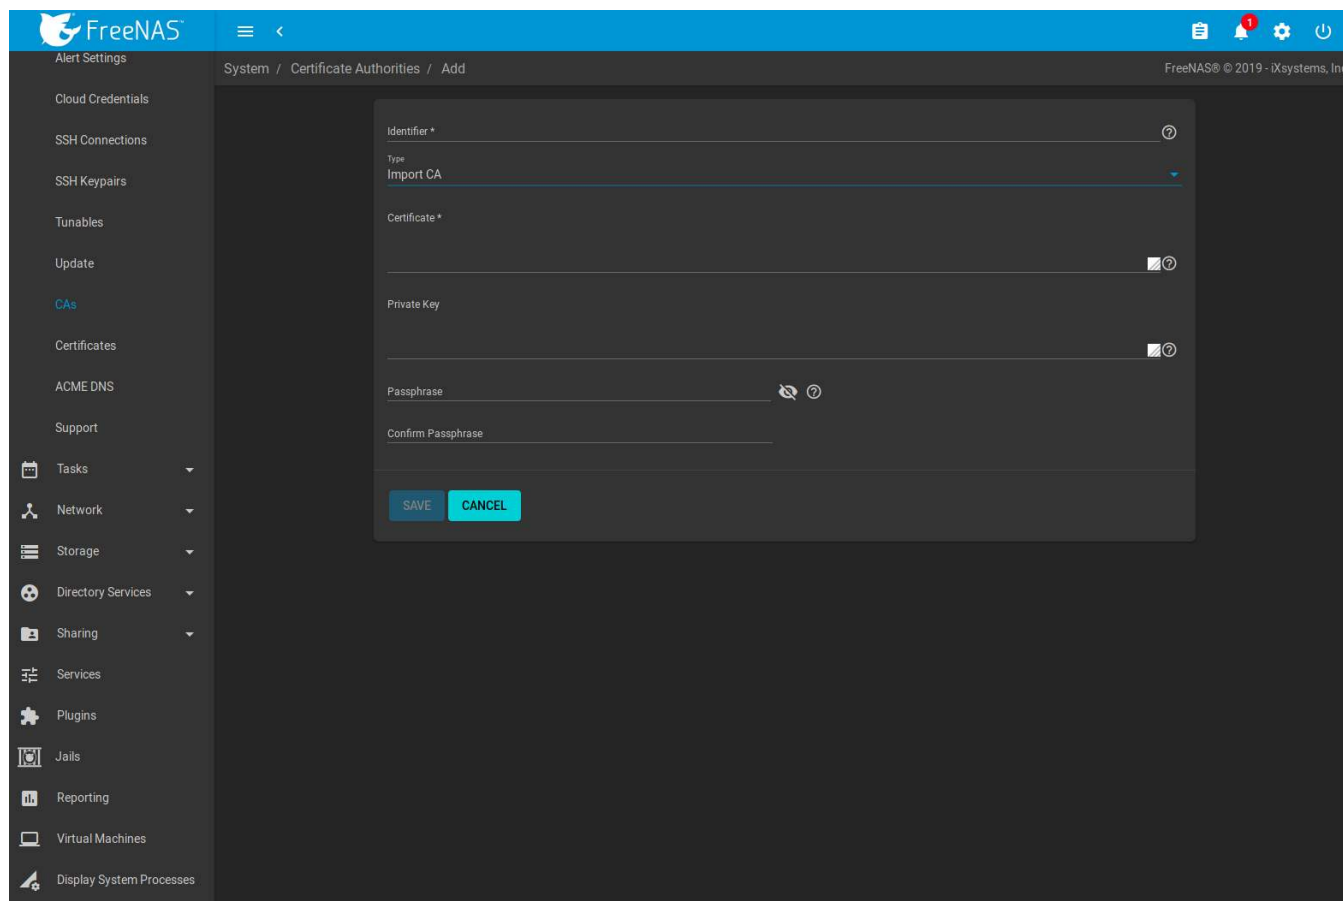 FreeNAS™
1
Alert Settings
System / Certificate Authorities / Add
FreeNAS® © 2019 - iXsystems,
Cloud Credentials
SSH Connections
SSH Keypairs
Tunables
Update
CAs
Certificates
ACME DNS
Support
Tasks
Network
Storage
Directory Services
Sharing
Services
Plugins
Jails
Reporting
Virtual Machines
Display System Processes
Identifier *
Type
Import CA
Certificate *
Private Key
Passphrase
Confirm Passphrase
SAVE
CANCEL